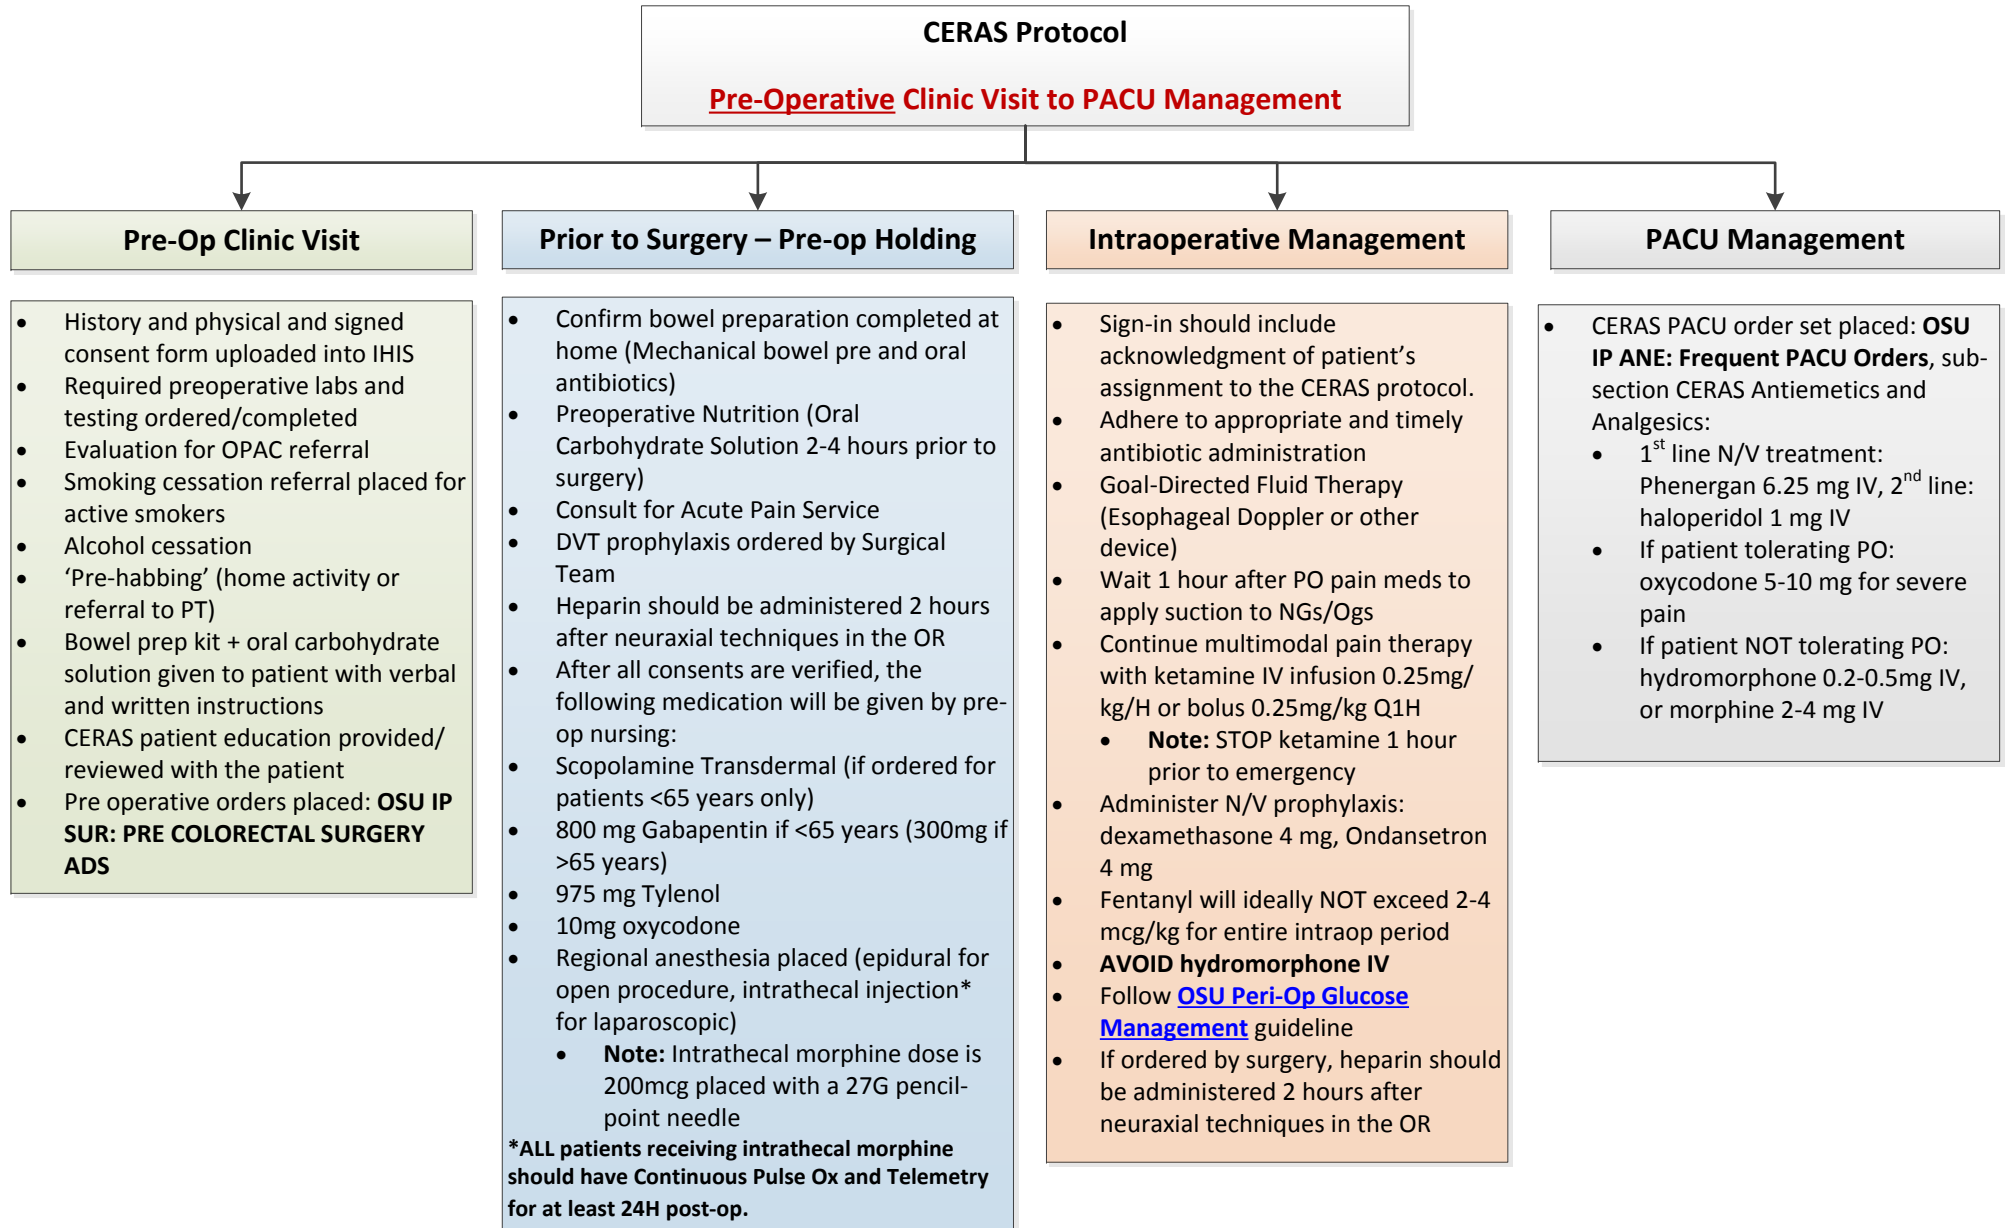 CERAS Protocol
Pre-Operative Clinic Visit to PACU Management
Pre-Op Clinic Visit
• History and physical and signed
consent form uploaded into IHIS
• Required preoperative labs and
testing ordered/completed
• Evaluation for OPAC referral
• Smoking cessation referral placed for
active smokers
• Alcohol cessation
• ‘Pre-habbing’ (home activity or
referral to PT)
• Bowel prep kit + oral carbohydrate
solution given to patient with verbal
and written instructions
• CERAS patient education provided/
reviewed with the patient
• Pre operative orders placed: OSU IP
SUR: PRE COLORECTAL SURGERY
ADS
Prior to Surgery – Pre-op Holding
• Confirm bowel preparation completed at
home (Mechanical bowel pre and oral
antibiotics)
• Preoperative Nutrition (Oral
Carbohydrate Solution 2-4 hours prior to
surgery)
• Consult for Acute Pain Service
• DVT prophylaxis ordered by Surgical
Team
• Heparin should be administered 2 hours
after neuraxial techniques in the OR
• After all consents are verified, the
following medication will be given by pre-
op nursing:
• Scopolamine Transdermal (if ordered for
patients <65 years only)
• 800 mg Gabapentin if <65 years (300mg if
>65 years)
• 975 mg Tylenol
• 10mg oxycodone
• Regional anesthesia placed (epidural for
open procedure, intrathecal injection*
for laparoscopic)
• Note: Intrathecal morphine dose is
200mcg placed with a 27G pencil-
point needle
*ALL patients receiving intrathecal morphine
should have Continuous Pulse Ox and Telemetry
for at least 24H post-op.
Intraoperative Management
• Sign-in should include
acknowledgment of patient’s
assignment to the CERAS protocol.
• Adhere to appropriate and timely
antibiotic administration
• Goal-Directed Fluid Therapy
(Esophageal Doppler or other
device)
• Wait 1 hour after PO pain meds to
apply suction to NGs/Ogs
• Continue multimodal pain therapy
with ketamine IV infusion 0.25mg/
kg/H or bolus 0.25mg/kg Q1H
• Note: STOP ketamine 1 hour
prior to emergency
• Administer N/V prophylaxis:
dexamethasone 4 mg, Ondansetron
4 mg
• Fentanyl will ideally NOT exceed 2-4
mcg/kg for entire intraop period
• AVOID hydromorphone IV
• Follow OSU Peri-Op Glucose
Management guideline
• If ordered by surgery, heparin should
be administered 2 hours after
neuraxial techniques in the OR
PACU Management
• CERAS PACU order set placed: OSU
IP ANE: Frequent PACU Orders, sub-
section CERAS Antiemetics and
Analgesics:
• 1st line N/V treatment:
Phenergan 6.25 mg IV, 2nd line:
haloperidol 1 mg IV
• If patient tolerating PO:
oxycodone 5-10 mg for severe
pain
• If patient NOT tolerating PO:
hydromorphone 0.2-0.5mg IV,
or morphine 2-4 mg IV